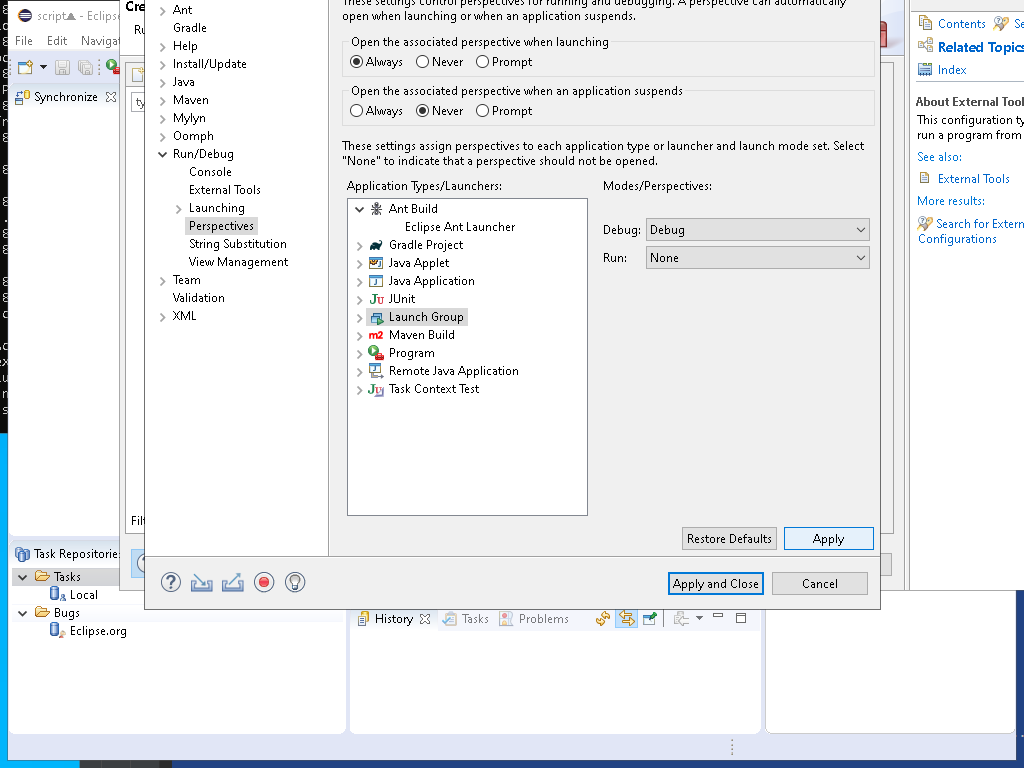 script - Eclipse
File Edit Navigat
Synchronize
Ant
Gradle
Help
Install/Update
Java
Maven
Mylyn
Oomph
Run/Debug
Console
External Tools
Launching
Perspectives
String Substitution
View Management
Team
Validation
XML
These settings control perspectives for running and debugging. A perspective can automatically
open when launching or when an application suspends.
Open the associated perspective when launching
Always Never Prompt
Open the associated perspective when an application suspends
Always Never Prompt
These settings assign perspectives to each application type or launcher and launch mode set. Select
"None" to indicate that a perspective should not be opened.
Application Types/Launchers:
Ant Build
Eclipse Ant Launcher
Gradle Project
Java Applet
Java Application
JUnit
Launch Group
Maven Build
Program
Remote Java Application
Task Context Test
Modes/Perspectives:
Debug: Debug
Run: None
Restore Defaults Apply
Apply and Close Cancel
Contents Se
Related Topics
Index
About External Tool
This configuration ty
run a program from
See also:
External Tools
More results:
Search for Extern
Configurations
Task Repositories
Tasks
Local
Bugs
Eclipse.org
History Tasks Problems